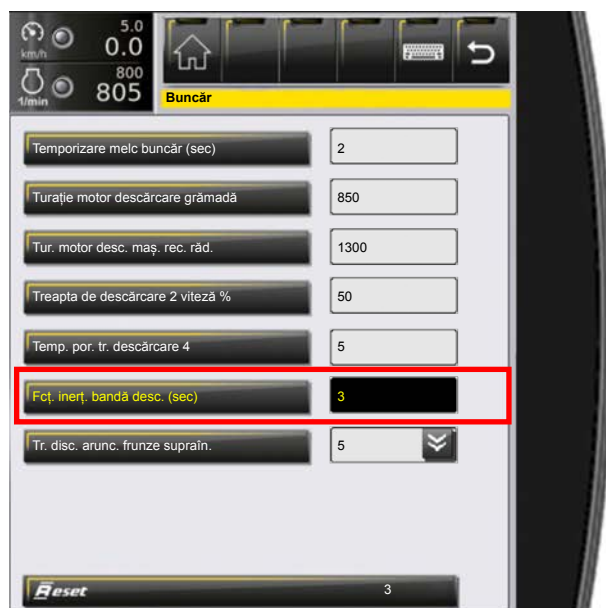 5.0
km/h 0.0
800
1/min 805
Buncăr
Temporizare melc buncăr (sec) 2
Turație motor descărcare grămadă 850
Tur. motor desc. maș. rec. răd. 1300
Treapta de descărcare 2 viteză % 50
Temp. por. tr. descărcare 4 5
Fcț. inerț. bandă desc. (sec) 3
Tr. disc. arunc. frunze supraîn. 5
Reset 3